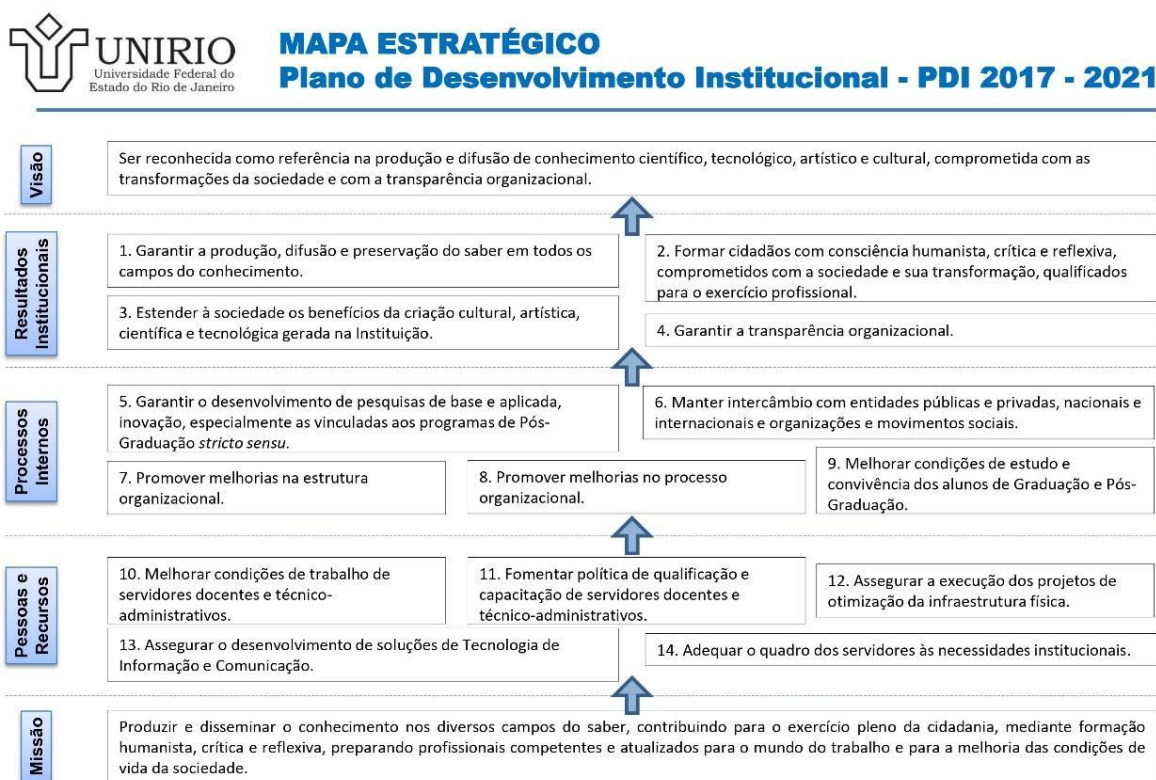 UNIRIO
Universidade Federal do
Estado do Rio de Janeiro
MAPA ESTRATÉGICO
Plano de Desenvolvimento Institucional - PDI 2017 - 2021
Visão
Ser reconhecida como referência na produção e difusão de conhecimento científico, tecnológico, artístico e cultural, comprometida com as
transformações da sociedade e com a transparência organizacional.
Resultados
Institucionais
1. Garantir a produção, difusão e preservação do saber em todos os
campos do conhecimento.
2. Formar cidadãos com consciência humanista, crítica e reflexiva,
comprometidos com a sociedade e sua transformação, qualificados
para o exercício profissional.
3. Estender à sociedade os benefícios da criação cultural, artística,
científica e tecnológica gerada na Instituição.
4. Garantir a transparência organizacional.
Processos
Internos
5. Garantir o desenvolvimento de pesquisas de base e aplicada,
inovação, especialmente as vinculadas aos programas de Pós-
Graduação stricto sensu.
6. Manter intercâmbio com entidades públicas e privadas, nacionais e
internacionais e organizações e movimentos sociais.
7. Promover melhorias na estrutura
organizacional.
8. Promover melhorias no processo
organizacional.
9. Melhorar condições de estudo e
convivência dos alunos de Graduação e Pós-
Graduação.
Pessoas e
Recursos
10. Melhorar condições de trabalho de
servidores docentes e técnico-
administrativos.
11. Fomentar política de qualificação e
capacitação de servidores docentes e
técnico-administrativos.
12. Assegurar a execução dos projetos de
otimização da infraestrutura física.
13. Assegurar o desenvolvimento de soluções de Tecnologia de
Informação e Comunicação.
14. Adequar o quadro dos servidores às necessidades institucionais.
Missão
Produzir e disseminar o conhecimento nos diversos campos do saber, contribuindo para o exercício pleno da cidadania, mediante formação
humanista, crítica e reflexiva, preparando profissionais competentes e atualizados para o mundo do trabalho e para a melhoria das condições de
vida da sociedade.